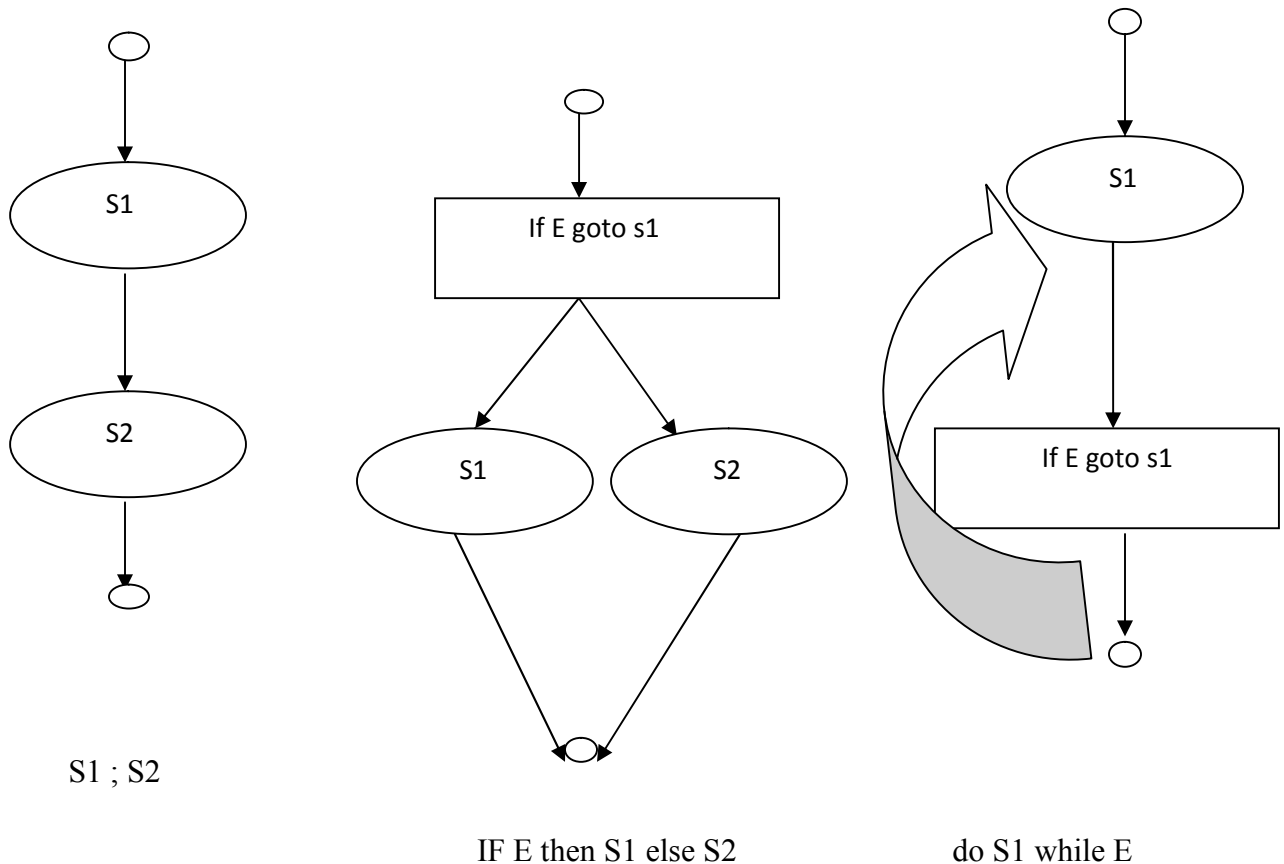 S1
S2
S1 ; S2
If E goto s1
S1
S2
IF E then S1 else S2
S1
If E goto s1
do S1 while E